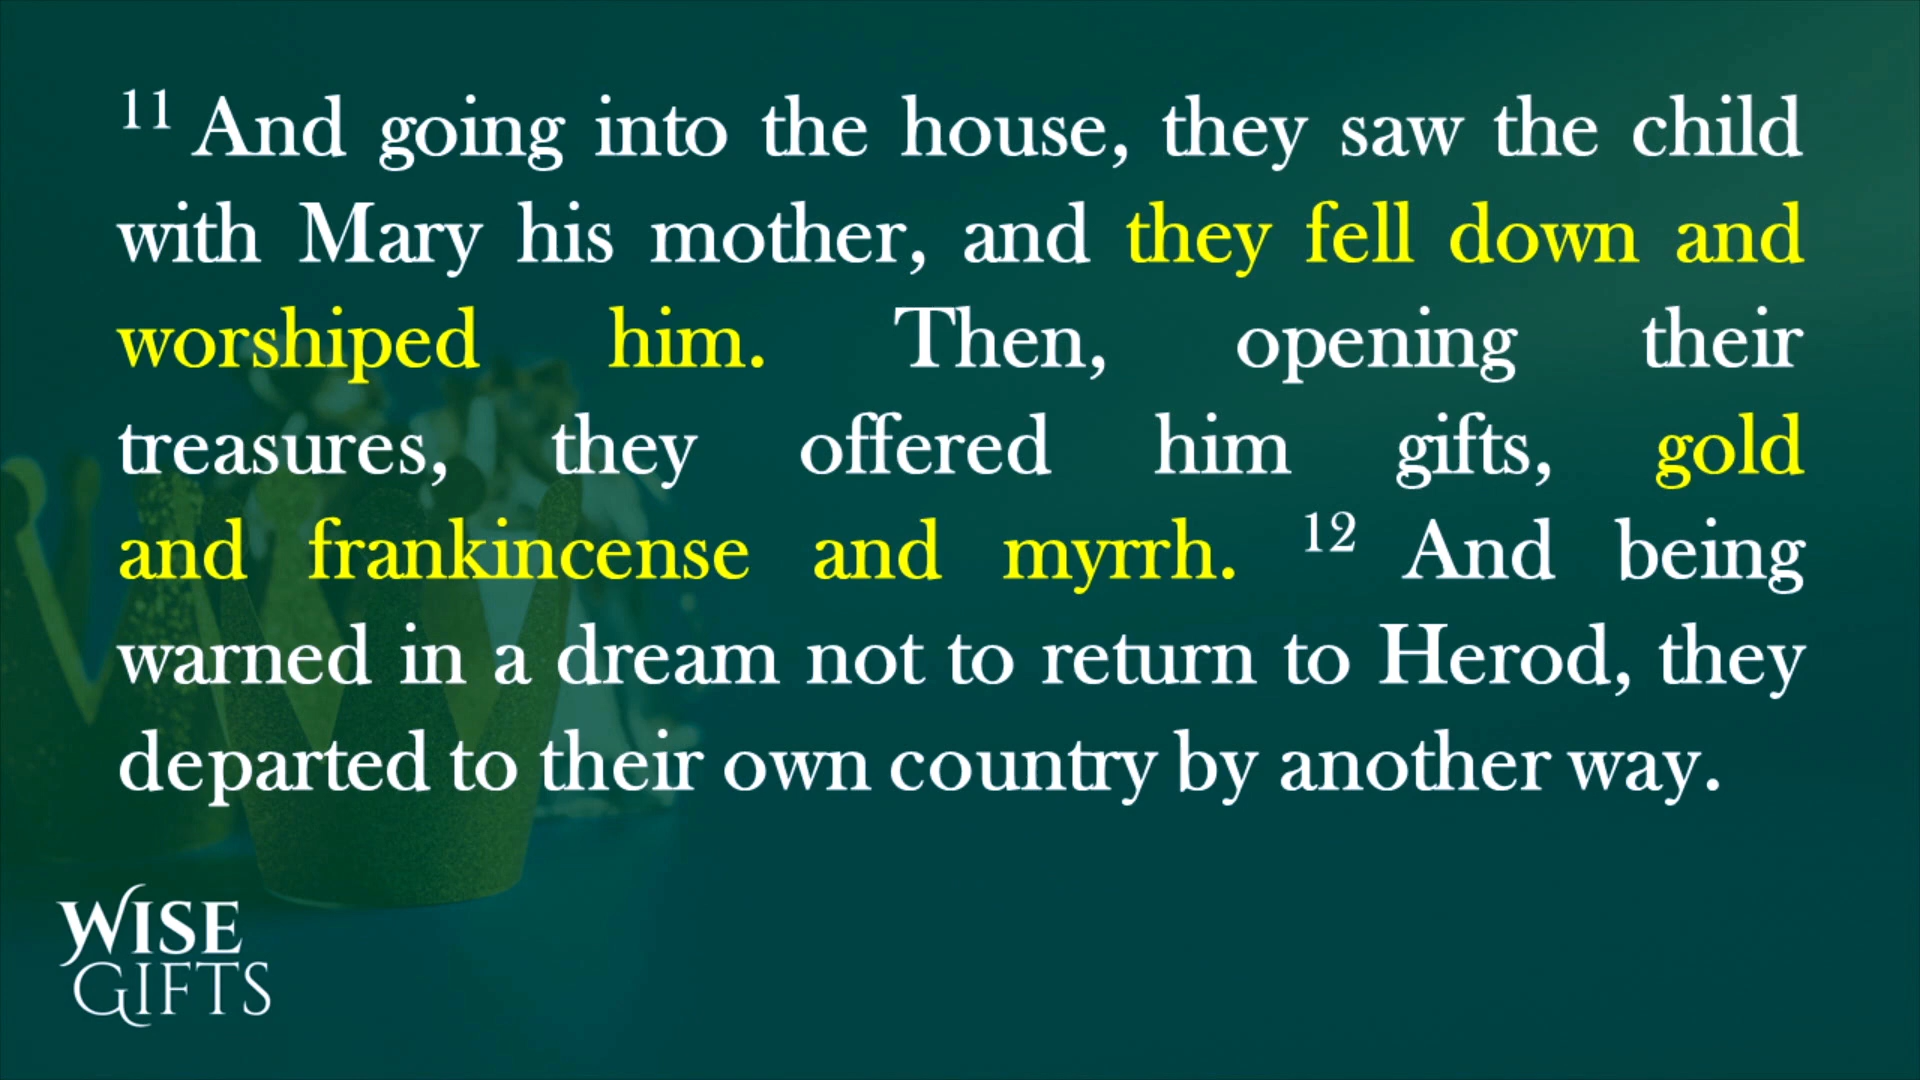 11 And going into the house, they saw the child
with Mary his mother, and they fell down and
worshiped him. Then, opening their
treasures, they offered him gifts, gold
and frankincense and myrrh. 12 And being
warned in a dream not to return to Herod, they
departed to their own country by another way.
WISE
GIFTS